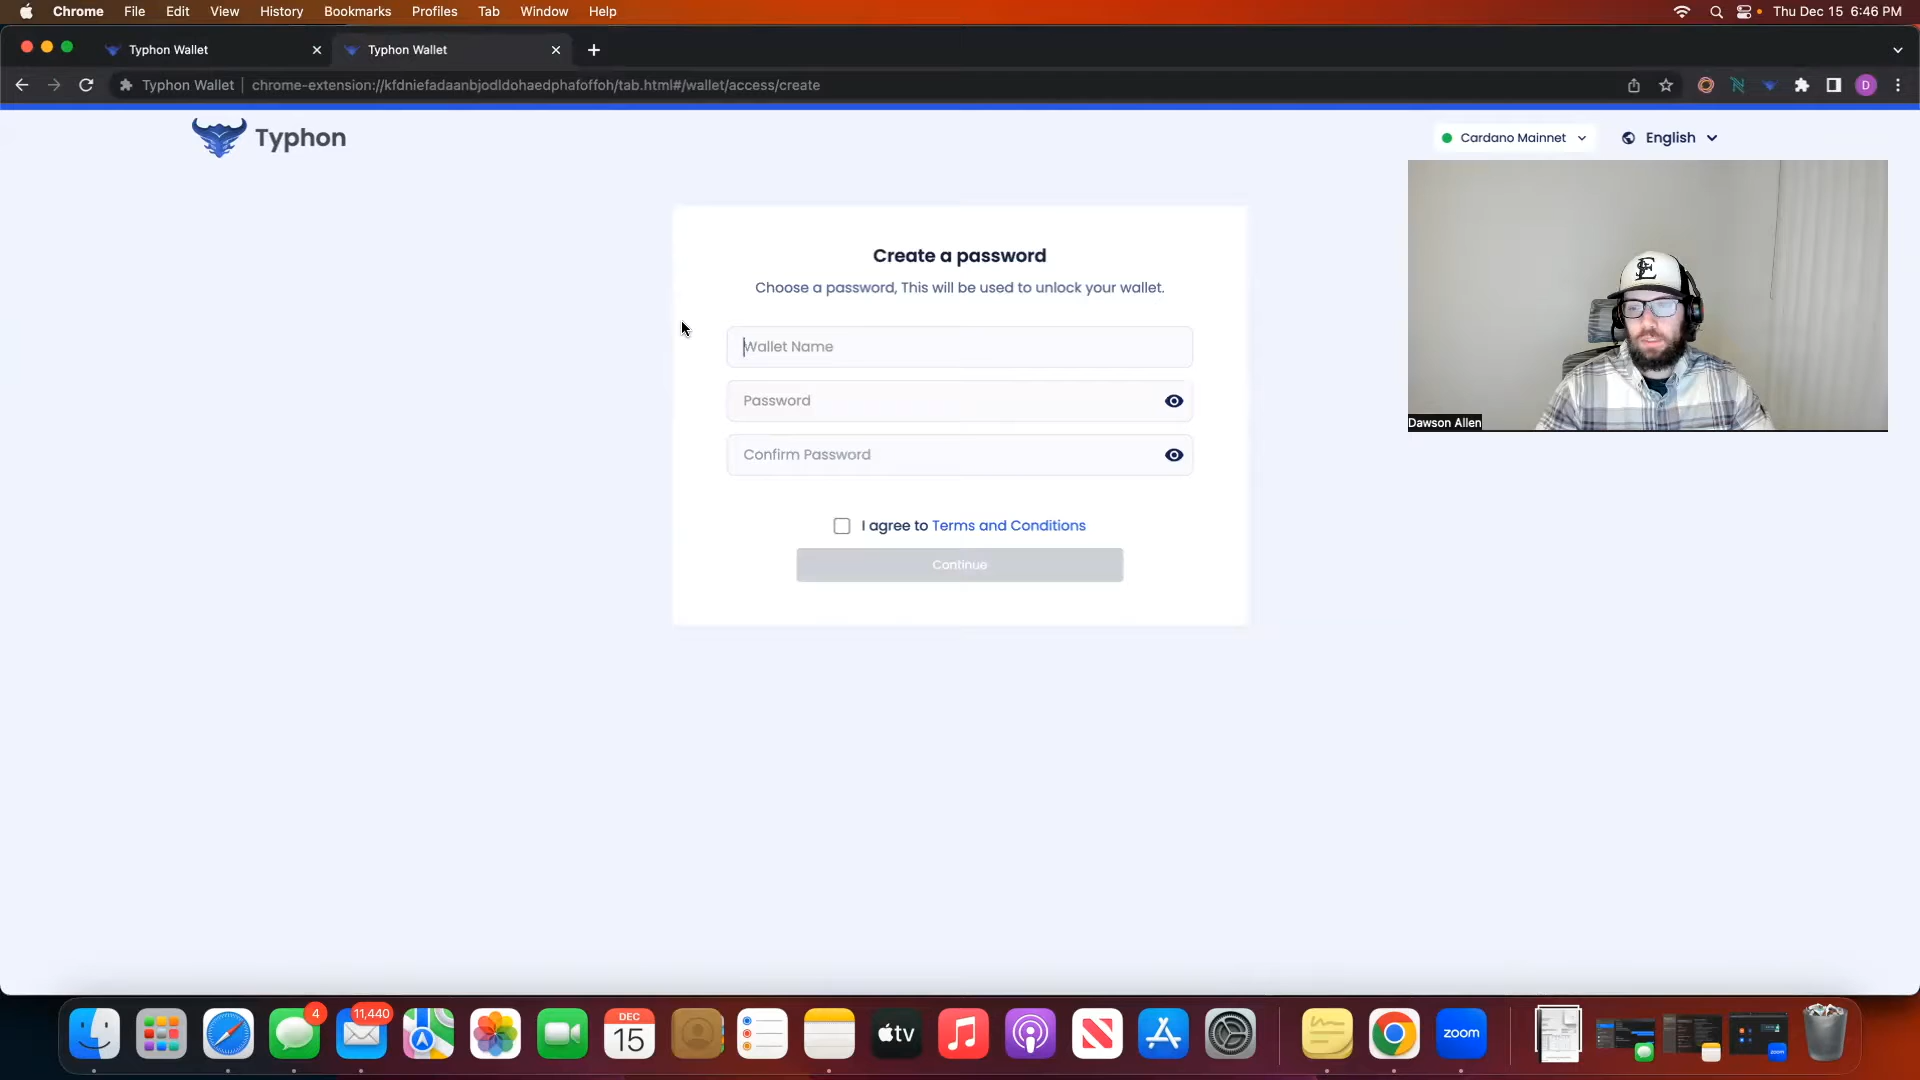 Chrome File Edit View History Bookmarks Profiles Tab Window Help Thu Dec 15 6:46 PM
Typhon Wallet Typhon Wallet
Typhon Wallet chrome-extension://kfdniefadaanbjodldohaedphafoffoh/tab.html#/wallet/access/create D
Typhon Cardano Mainnet English
Create a password
Choose a password, This will be used to unlock your wallet.
Wallet Name
Password
Confirm Password
Dawson Allen
I agree to Terms and Conditions
Continue
4 11,440 DEC 15 tv zoom